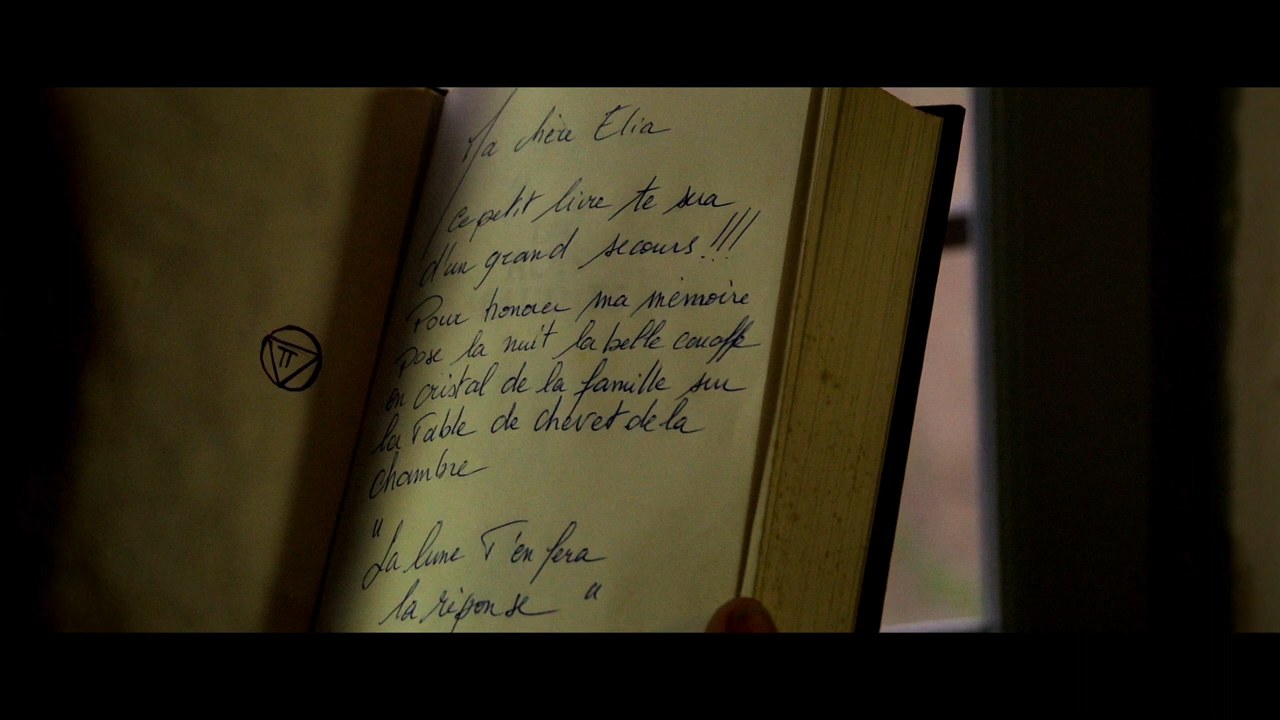 Ma chère Elia
ce petit livre te sera
d'un grand secours !!!
Pour honorer ma mémoire
pose la nuit la belle carafe
en cristal de la famille sur
la Table de chevet de la
chambre
"La lune T'en fera
la réponse "